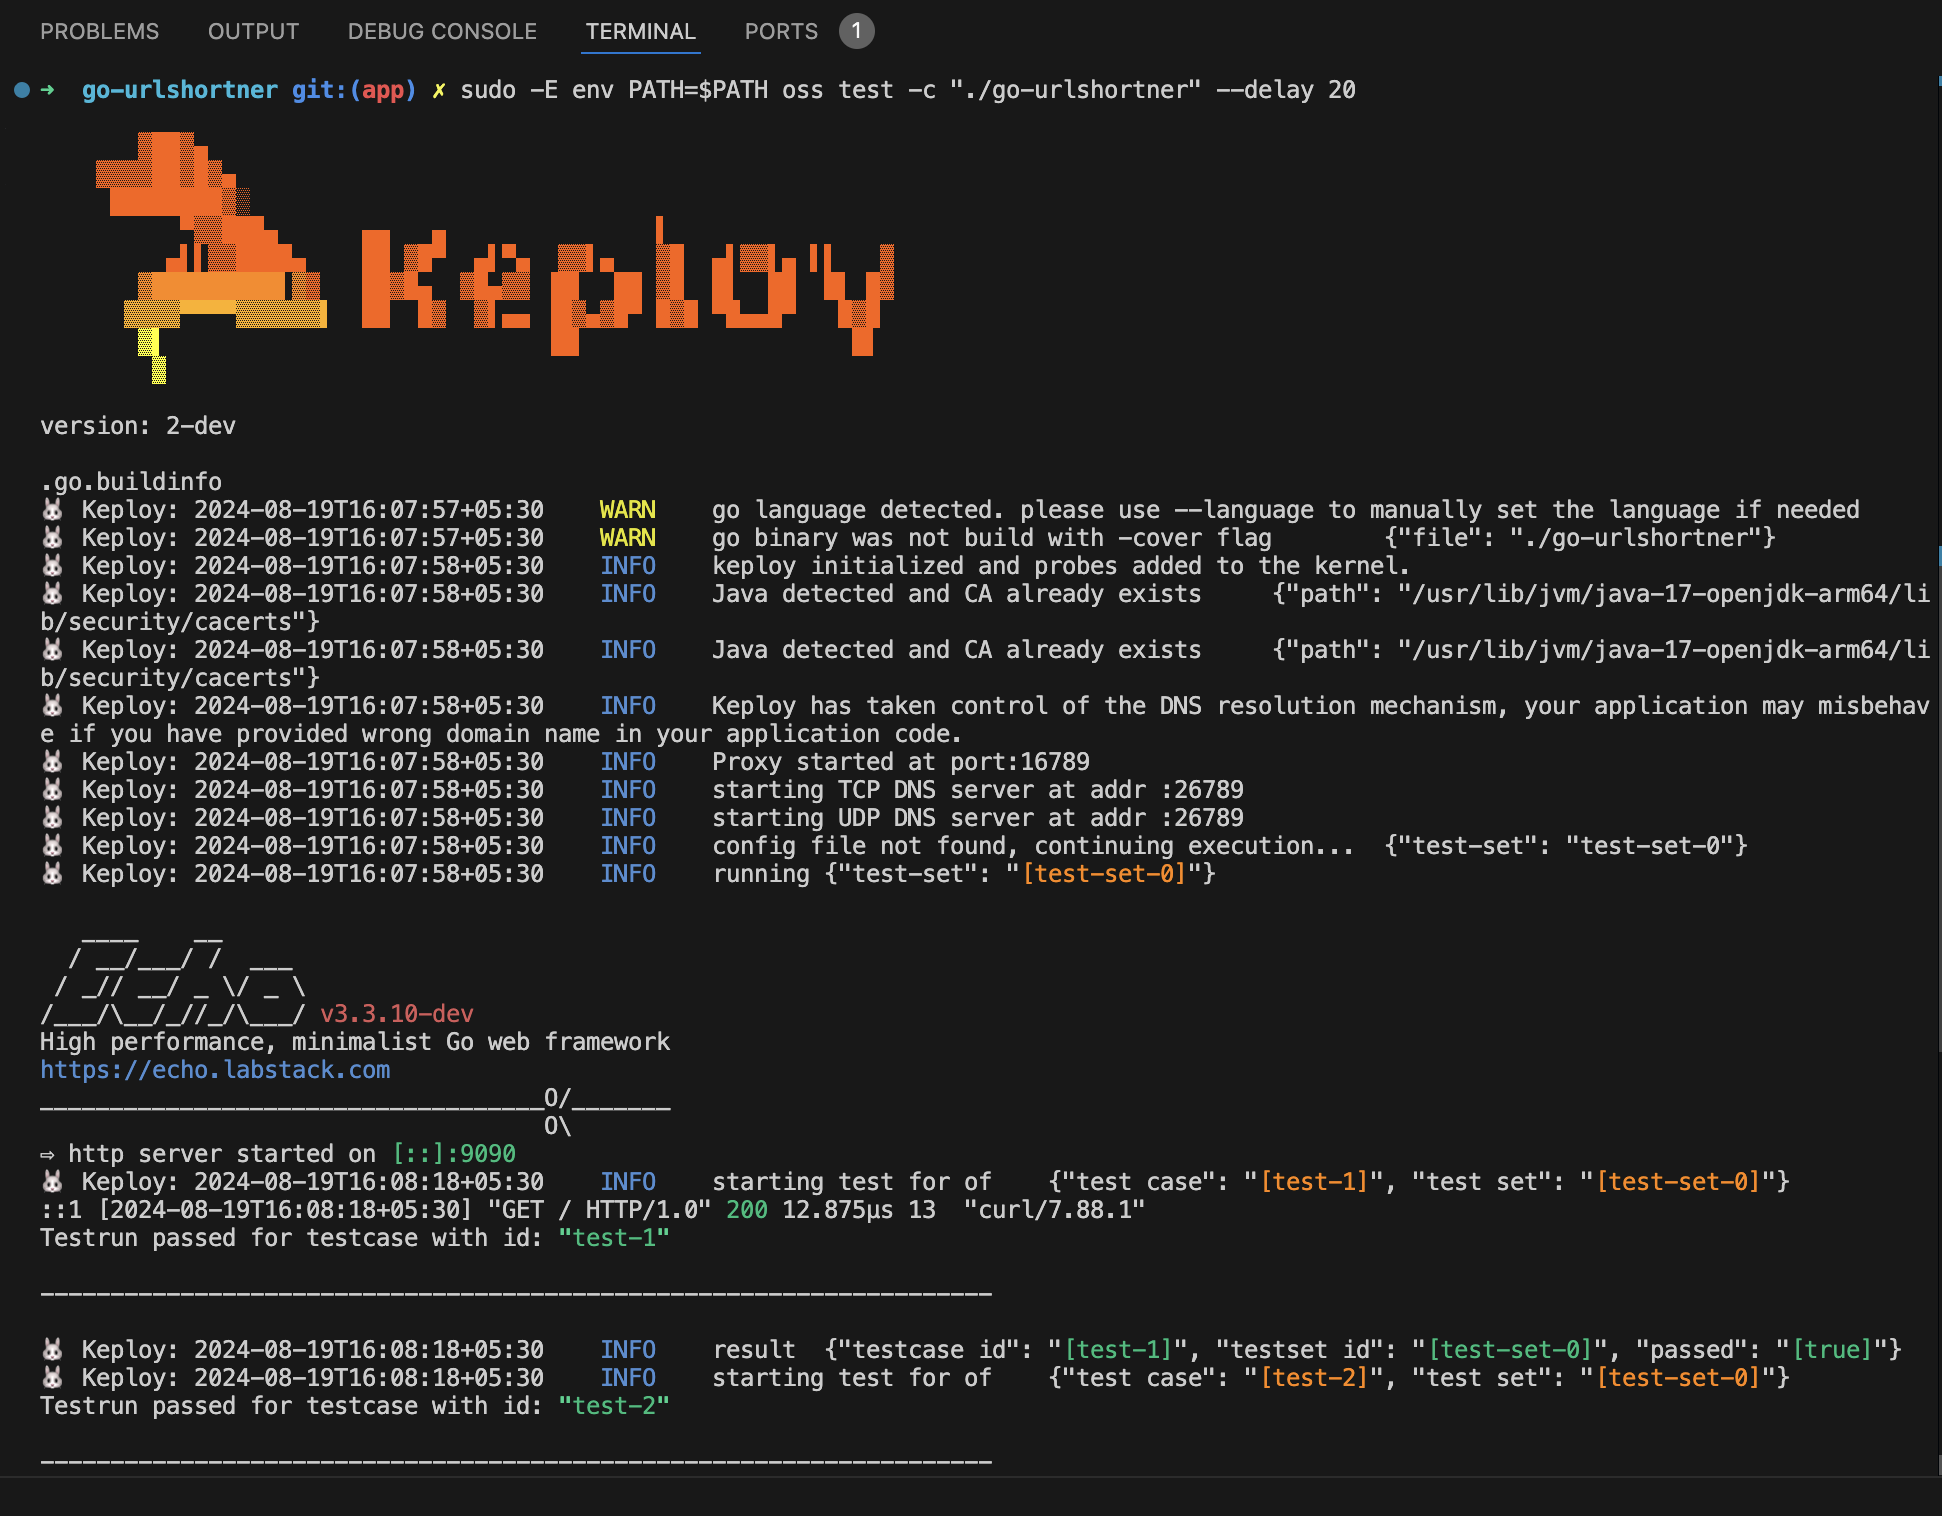 PROBLEMS OUTPUT DEBUG CONSOLE TERMINAL PORTS 1
➜  go-urlshortner git:(app) ✗ sudo -E env PATH=$PATH oss test -c "./go-urlshortner" --delay 20
Keploy
version: 2-dev
.go.buildinfo
🐰 Keploy: 2024-08-19T16:07:57+05:30    WARN    go language detected. please use --language to manually set the language if needed
🐰 Keploy: 2024-08-19T16:07:57+05:30    WARN    go binary was not build with -cover flag        {"file": "./go-urlshortner"}
🐰 Keploy: 2024-08-19T16:07:58+05:30    INFO    keploy initialized and probes added to the kernel.
🐰 Keploy: 2024-08-19T16:07:58+05:30    INFO    Java detected and CA already exists     {"path": "/usr/lib/jvm/java-17-openjdk-arm64/li
b/security/cacerts"}
🐰 Keploy: 2024-08-19T16:07:58+05:30    INFO    Java detected and CA already exists     {"path": "/usr/lib/jvm/java-17-openjdk-arm64/li
b/security/cacerts"}
🐰 Keploy: 2024-08-19T16:07:58+05:30    INFO    Keploy has taken control of the DNS resolution mechanism, your application may misbehav
e if you have provided wrong domain name in your application code.
🐰 Keploy: 2024-08-19T16:07:58+05:30    INFO    Proxy started at port:16789
🐰 Keploy: 2024-08-19T16:07:58+05:30    INFO    starting TCP DNS server at addr :26789
🐰 Keploy: 2024-08-19T16:07:58+05:30    INFO    starting UDP DNS server at addr :26789
🐰 Keploy: 2024-08-19T16:07:58+05:30    INFO    config file not found, continuing execution...  {"test-set": "test-set-0"}
🐰 Keploy: 2024-08-19T16:07:58+05:30    INFO    running {"test-set": "[test-set-0]"}
   ____    __
  / __/___/ /  ___
 / _// __/ _ \/ _ \
/___/\__/_//_/\___/ v3.3.10-dev
High performance, minimalist Go web framework
https://echo.labstack.com
____________________________________O/_______
                                    O\
⇨ http server started on [::]:9090
🐰 Keploy: 2024-08-19T16:08:18+05:30    INFO    starting test for of    {"test case": "[test-1]", "test set": "[test-set-0]"}
::1 [2024-08-19T16:08:18+05:30] "GET / HTTP/1.0" 200 12.875µs 13  "curl/7.88.1"
Testrun passed for testcase with id: "test-1"
--------------------------------------------------------------------
🐰 Keploy: 2024-08-19T16:08:18+05:30    INFO    result  {"testcase id": "[test-1]", "testset id": "[test-set-0]", "passed": "[true]"}
🐰 Keploy: 2024-08-19T16:08:18+05:30    INFO    starting test for of    {"test case": "[test-2]", "test set": "[test-set-0]"}
Testrun passed for testcase with id: "test-2"
--------------------------------------------------------------------